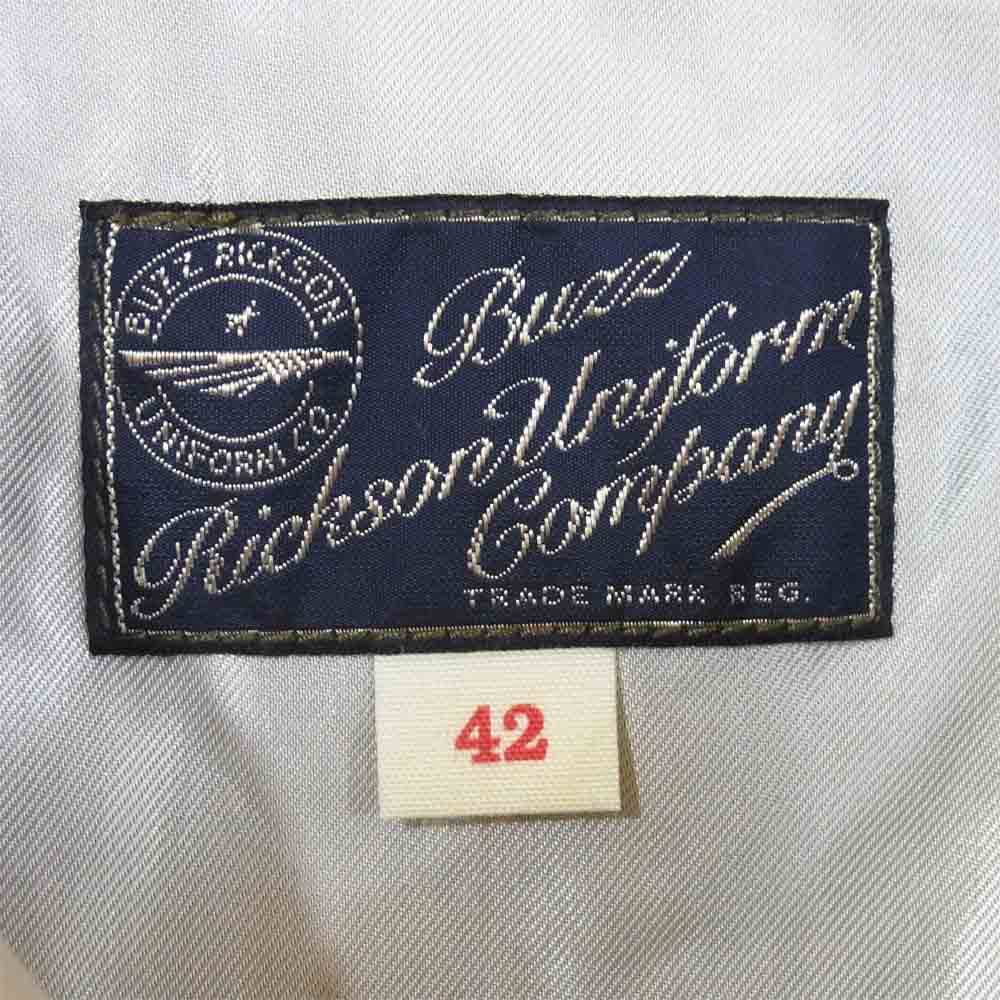 BUZZ RICKSON
UNIFORM CO.
Buzz
Rickson Uniform
Company
TRADE MARK REG.
42